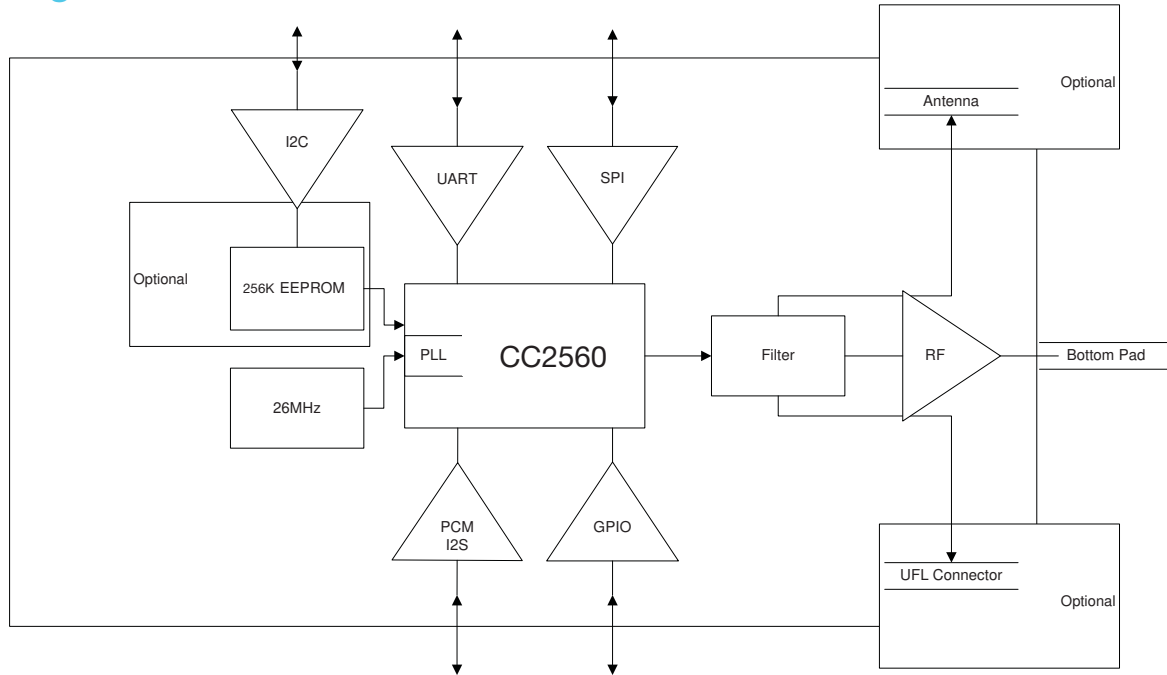 Optional
Antenna
I2C
UART
SPI
Optional
256K EEPROM
PLL
CC2560
Filter
RF
Bottom Pad
26MHz
PCM
I2S
GPIO
UFL Connector
Optional